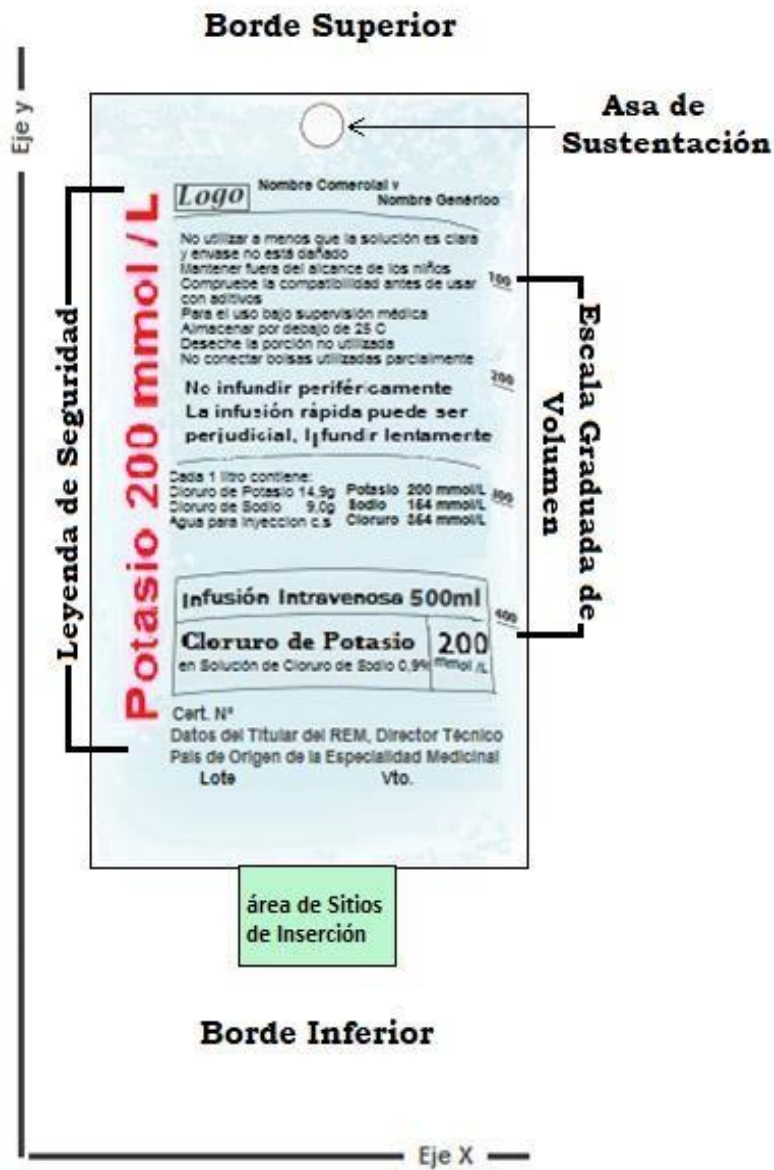 Borde Superior
Eje y
Asa de
Sustentación
Leyenda de Seguridad
Potasio 200 mmol / L
Logo
Nombre Comercial y
Nombre Genérico
No utilizar a menos que la solución es clara
y envase no está dañado
Mantener fuera del alcance de los niños
Compruebe la compatibilidad antes de usar
con aditivos
Para el uso bajo supervisión médica
Almacenar por debajo de 25 C
Deseche la porción no utilizada
No conectar bolsas utilizadas parcialmente
No infundir periféricamente
La infusión rápida puede ser
perjudicial, Infundir lentamente
100
200
300
400
Escala Graduada de
Volumen
Cada 1 litro contiene:
Cloruro de Potasio 14,9g Potasio 200 mmol/L
Cloruro de Sodio 9,0g Sodio 154 mmol/L
Agua para Inyeccion c.s Cloruro 354 mmol/L
Infusión Intravenosa 500ml
Cloruro de Potasio 200
en Solución de Cloruro de Sodio 0,9% mmol /L
Cert. Nº
Datos del Titular del REM, Director Técnico
País de Origen de la Especialidad Medicinal
Lote Vto.
área de Sitios
de Inserción
Borde Inferior
Eje X